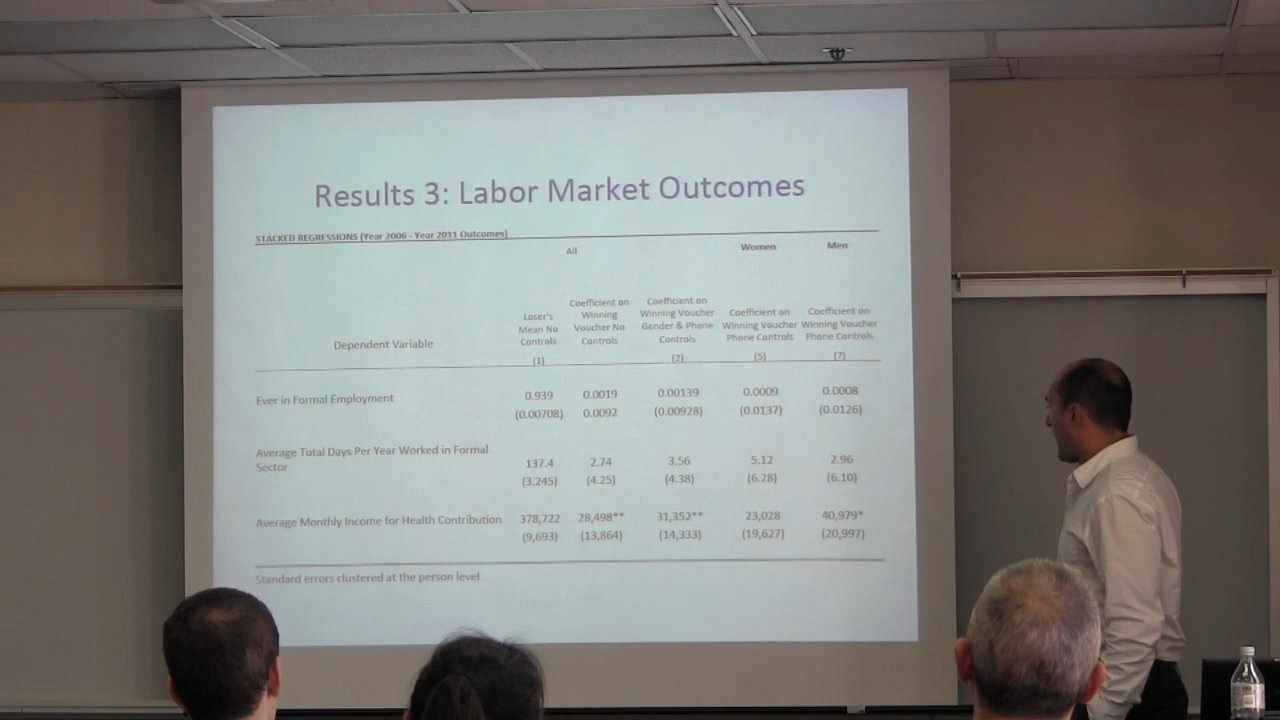 Results 3: Labor Market Outcomes
STACKED REGRESSIONS (Year 2006 - Year 2011 Outcomes)
All Women Men
Dependent Variable
Loser's Mean No Controls
Coefficient on Winning Voucher No Controls
Coefficient on Winning Voucher Gender & Phone Controls
Coefficient on Winning Voucher Phone Controls
Coefficient on Winning Voucher Phone Controls
(1) (2) (5) (7)
Ever in Formal Employment 0.939 0.0019 0.00139 0.0009 0.0008
(0.00708) 0.0092 (0.00928) (0.0137) (0.0126)
Average Total Days Per Year Worked in Formal
Sector 137.4 2.74 3.56 5.12 2.96
(3.245) (4.25) (4.38) (6.28) (6.10)
Average Monthly Income for Health Contribution 378,722 28,498** 31,352** 23,028 40,979*
(9,693) (13,864) (14,333) (19,627) (20,997)
Standard errors clustered at the person level